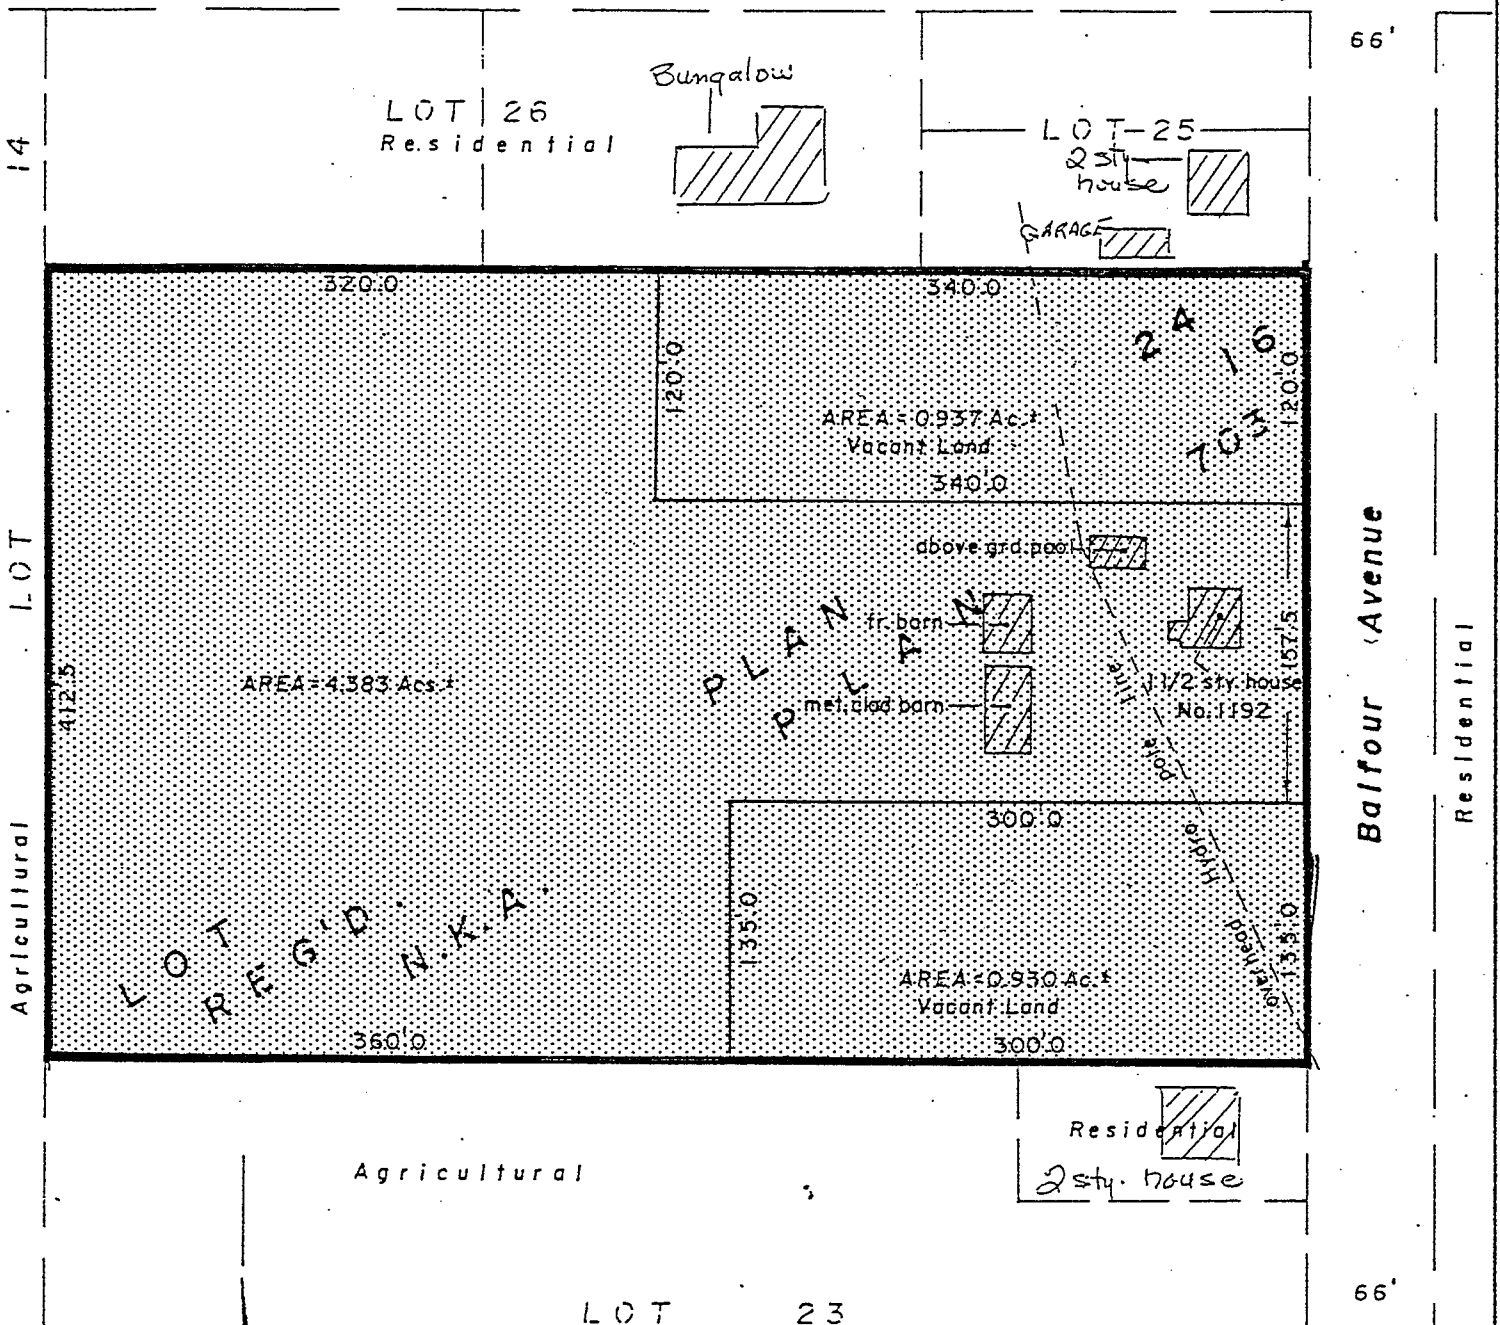 66'
Bungalow
LOT 26
Residential
LOT 25
2 sty.
house
GARAGE
14
LOT
Agricultural
320.0
340.0
120'.0
120'.0
AREA = 0.937 Ac.±
Vacant Land
340'.0
above grd. pool
fr. barn
met. clad barn
1 1/2 sty. house
No. 1192
157.5
412'.5
AREA = 4.383 Acs.±
LOT PLAN 24
REG'D. PLAN 16
N.K.A. 703
overhead Hydro pole line
300'.0
135'.0
135'.0
AREA = 0.930 Ac.±
Vacant Land
360'.0
300'.0
Balfour Avenue
Residential
Residential
2 sty. house
Agricultural
LOT 23
66'